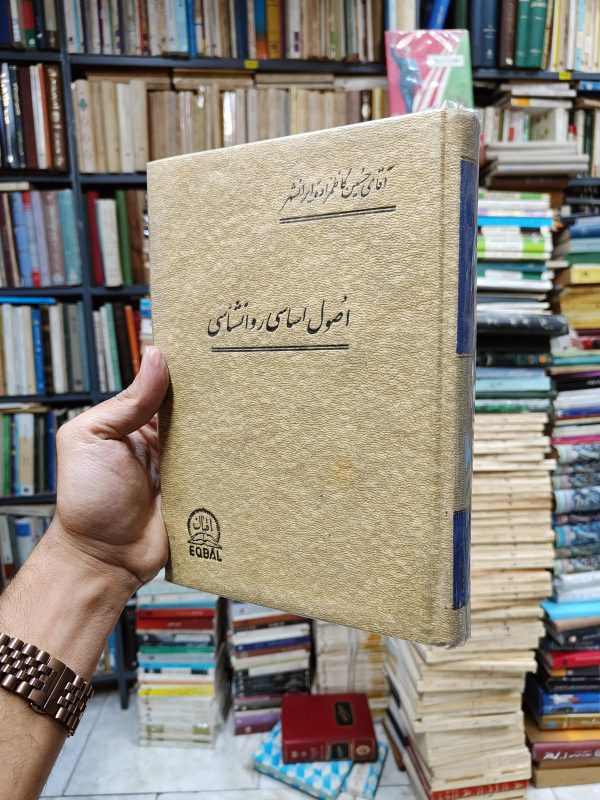 آقای حسین کاظم زاده ایرانشهر
اصول اساسی روانشناسی
اقبال
EQBAL